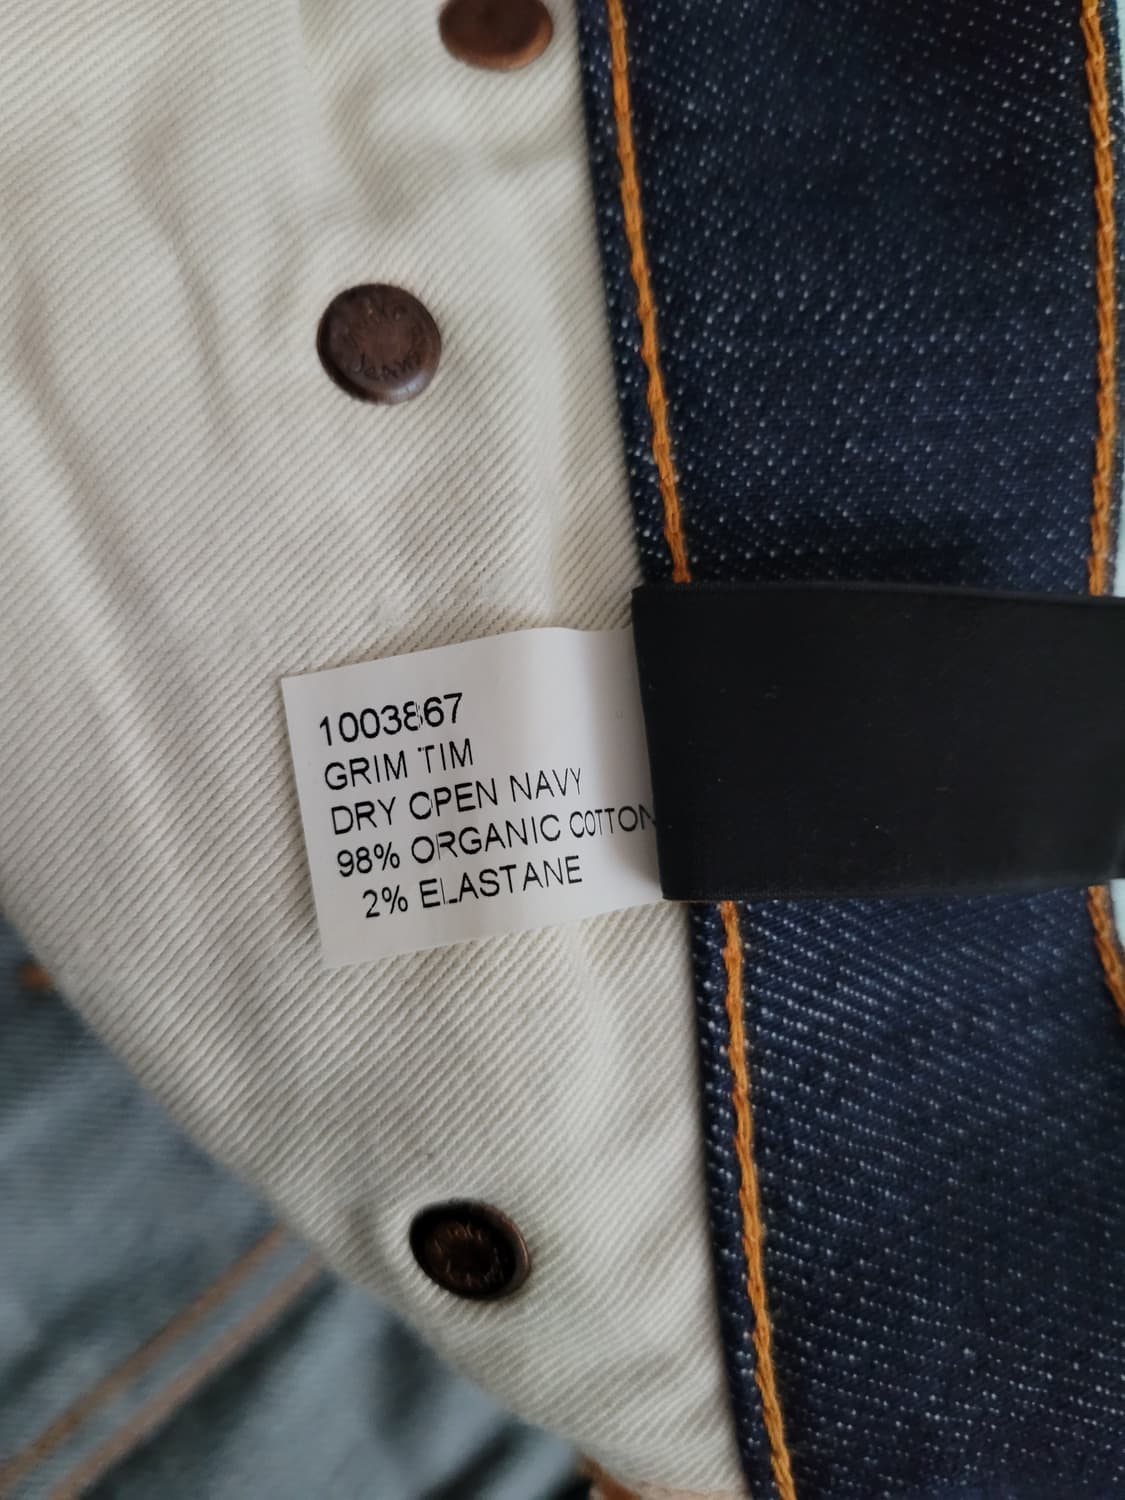 1003867
GRIM TIM
DRY OPEN NAVY
98% ORGANIC COTTON
2% ELASTANE